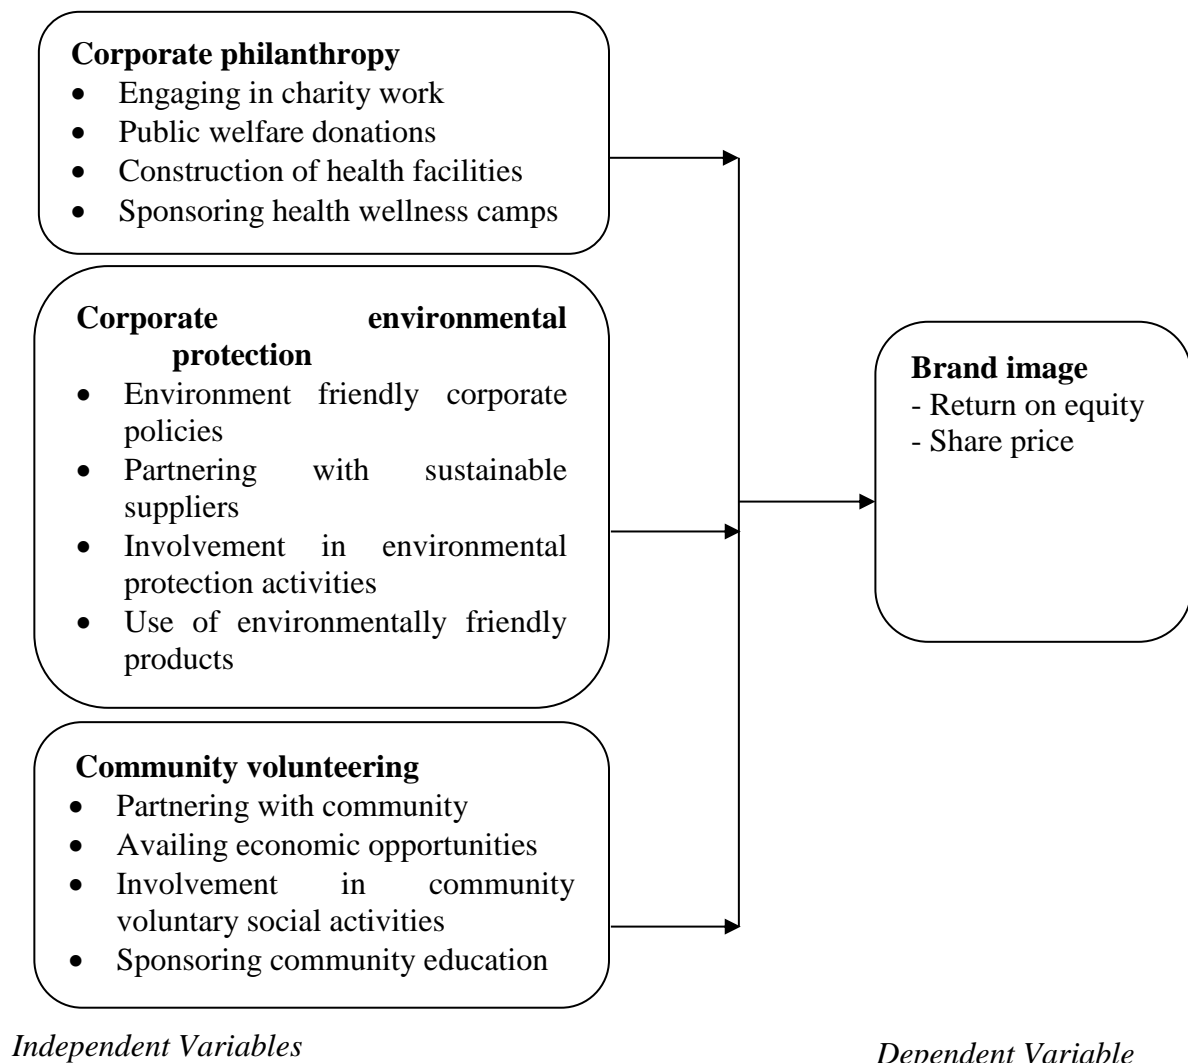 Corporate philanthropy
• Engaging in charity work
• Public welfare donations
• Construction of health facilities
• Sponsoring health wellness camps
Corporate environmental
protection
• Environment friendly corporate
policies
• Partnering with sustainable
suppliers
• Involvement in environmental
protection activities
• Use of environmentally friendly
products
Community volunteering
• Partnering with community
• Availing economic opportunities
• Involvement in community
voluntary social activities
• Sponsoring community education
Independent Variables
Brand image
- Return on equity
- Share price
Dependent Variable